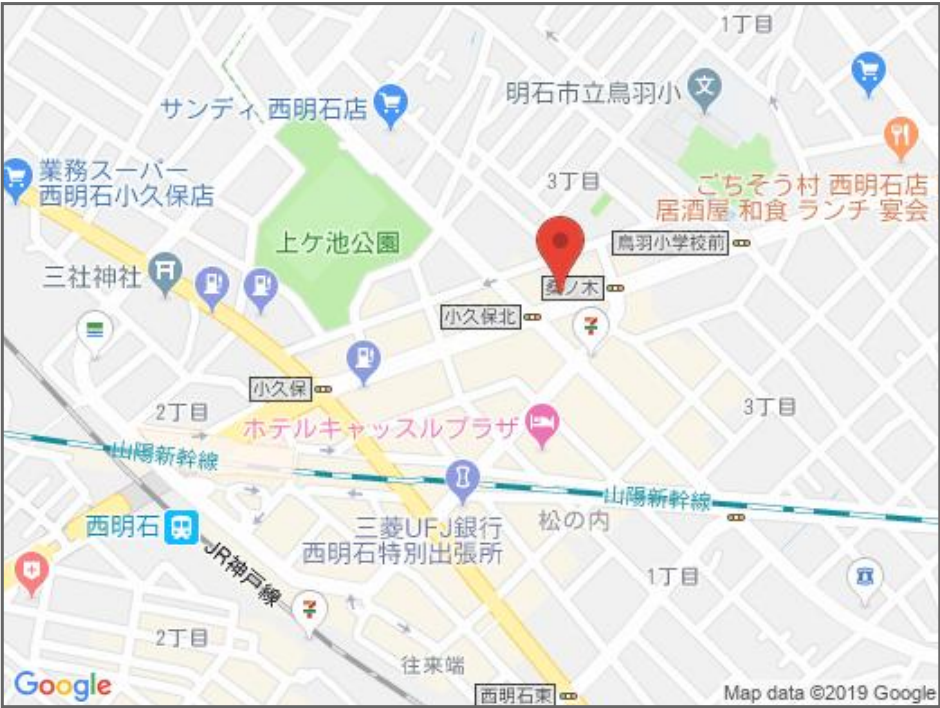 1丁目
サンディ 西明石店
明石市立鳥羽小
文
業務スーパー
西明石小久保店
3丁目
ごちそう村 西明石店
居酒屋 和食 ランチ 宴会
上ケ池公園
鳥羽小学校前
三社神社
桑ノ木
小久保北
7
小久保
2丁目
3丁目
ホテルキャッスルプラザ
山陽新幹線
山陽新幹線
西明石
三菱UFJ銀行
西明石特別出張所
松の内
JR神戸線
1丁目
7
2丁目
往来端
Google
西明石東
Map data ©2019 Google